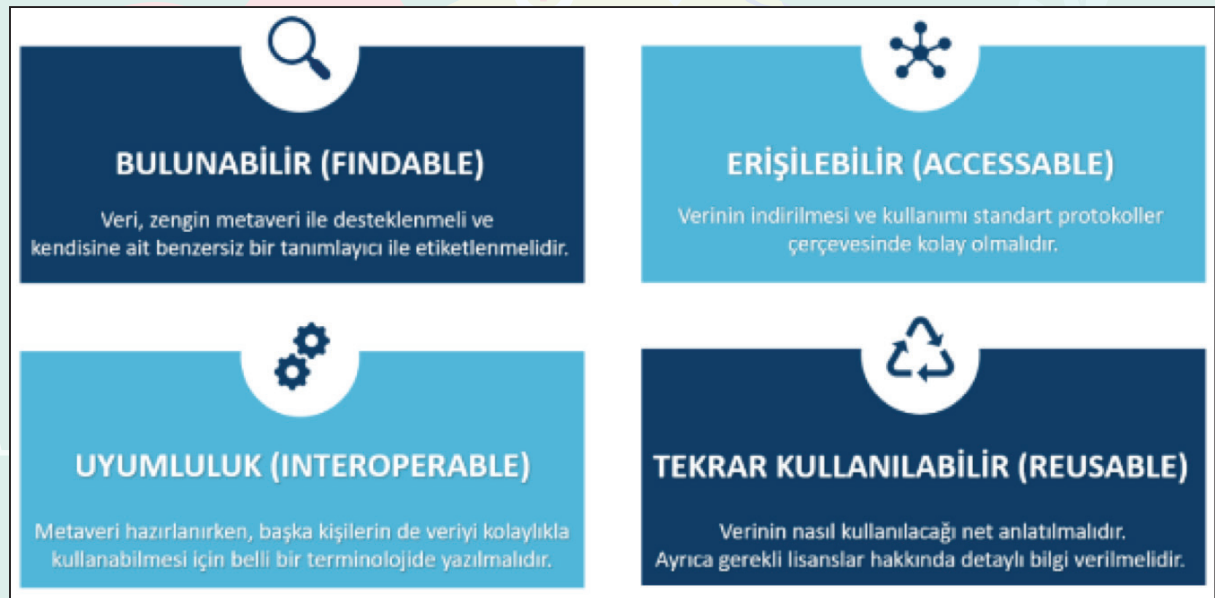 BULUNABİLİR (FINDABLE)
Veri, zengin metaveri ile desteklenmeli ve
kendisine ait benzersiz bir tanımlayıcı ile etiketlenmelidir.
ERİŞİLEBİLİR (ACCESSABLE)
Verinin indirilmesi ve kullanımı standart protokoller
çerçevesinde kolay olmalıdır.
UYUMLULUK (INTEROPERABLE)
Metaveri hazırlanırken, başka kişilerin de veriyi kolaylıkla
kullanabilmesi için belli bir terminolojide yazılmalıdır.
TEKRAR KULLANILABİLİR (REUSABLE)
Verinin nasıl kullanılacağı net anlatılmalıdır.
Ayrıca gerekli lisanslar hakkında detaylı bilgi verilmelidir.